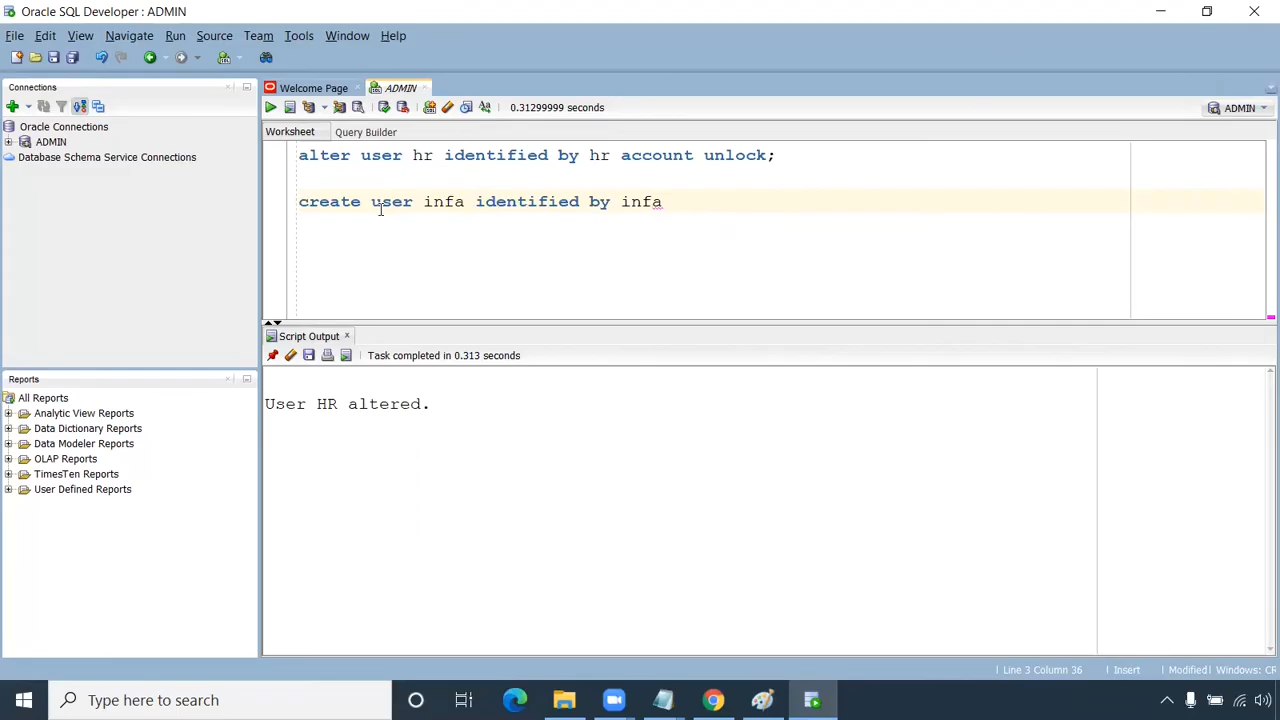 Oracle SQL Developer : ADMIN
File Edit View Navigate Run Source Team Tools Window Help
Connections
Oracle Connections
ADMIN
Database Schema Service Connections
Reports
All Reports
Analytic View Reports
Data Dictionary Reports
Data Modeler Reports
OLAP Reports
TimesTen Reports
User Defined Reports
Welcome Page
ADMIN
0.31299999 seconds
ADMIN
Worksheet Query Builder
alter user hr identified by hr account unlock;
create user infa identified by infa
Script Output
Task completed in 0.313 seconds
User HR altered.
Line 3 Column 36 Insert Modified Windows: CR
Type here to search